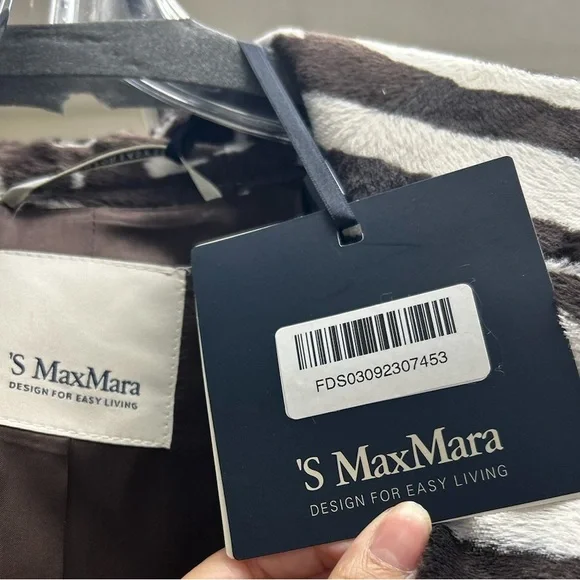 'S MaxMara
DESIGN FOR EASY LIVING
FDS03092307453
'S MaxMara
DESIGN FOR EASY LIVING